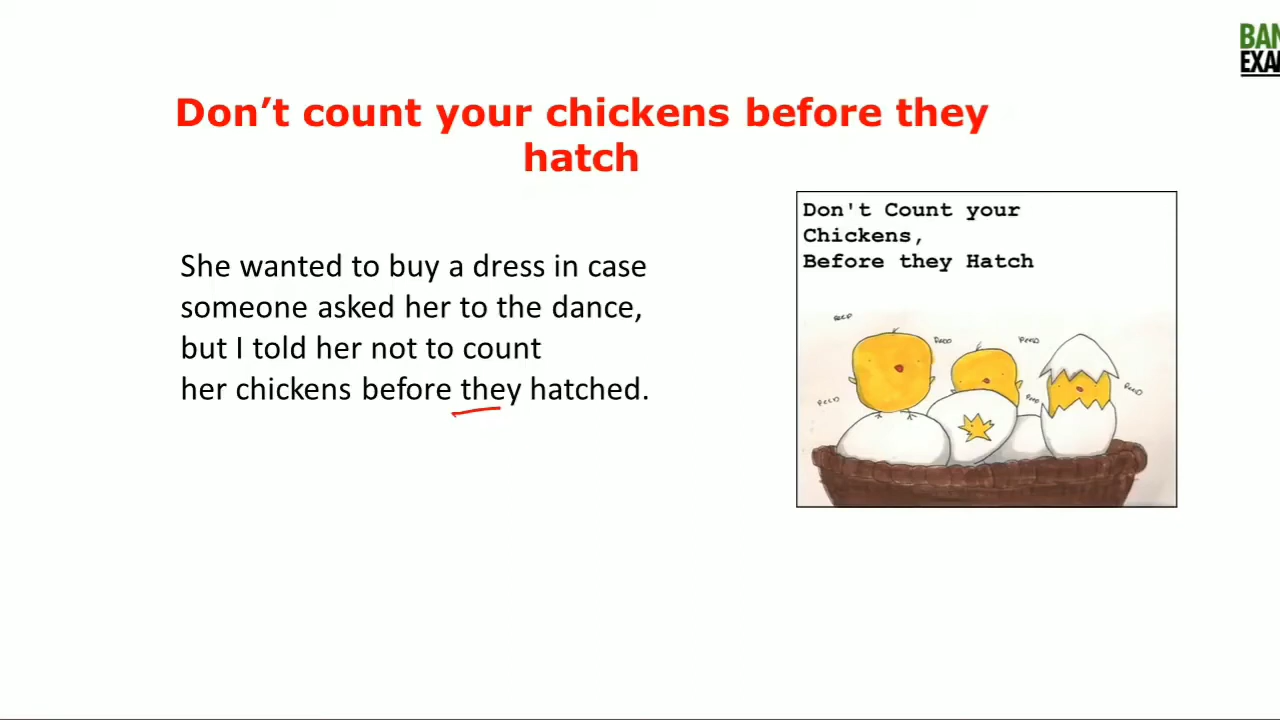 BAN
EXA
Don’t count your chickens before they
hatch
Don't Count your
Chickens,
Before they Hatch
She wanted to buy a dress in case
someone asked her to the dance,
but I told her not to count
her chickens before they hatched.